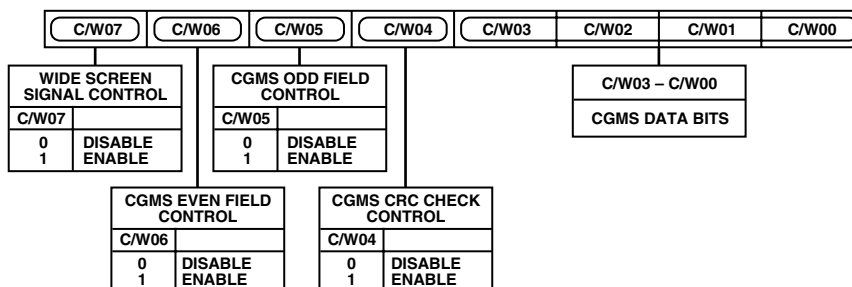 C/W07 C/W06 C/W05 C/W04 C/W03 C/W02 C/W01 C/W00
WIDE SCREEN
SIGNAL CONTROL
C/W07
0 DISABLE
1 ENABLE
CGMS ODD FIELD
CONTROL
C/W05
0 DISABLE
1 ENABLE
C/W03 – C/W00
CGMS DATA BITS
CGMS EVEN FIELD
CONTROL
C/W06
0 DISABLE
1 ENABLE
CGMS CRC CHECK
CONTROL
C/W04
0 DISABLE
1 ENABLE